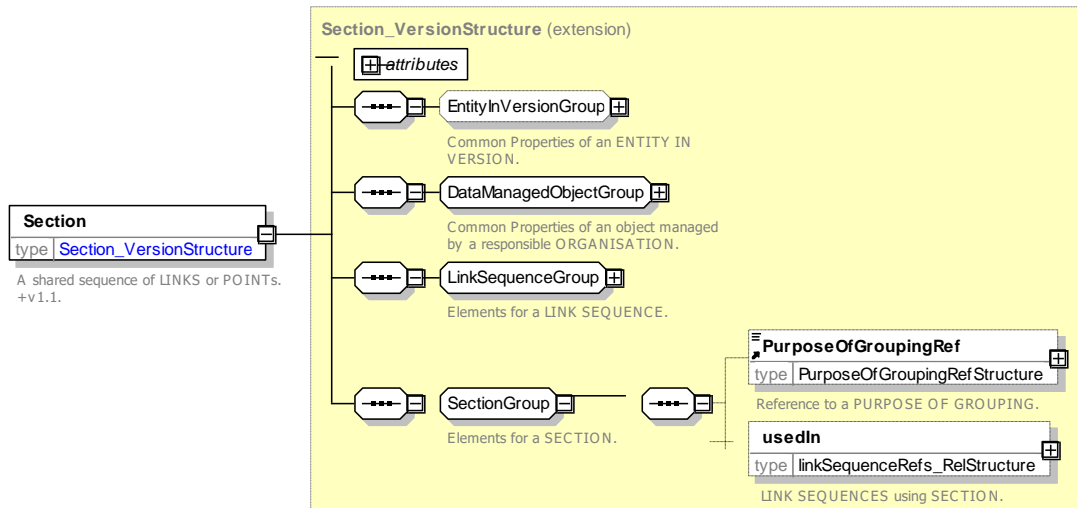 Section_VersionStructure (extension)
attributes
EntityInVersionGroup
Common Properties of an ENTITY IN
VERSION.
DataManagedObjectGroup
Common Properties of an object managed
by a responsible ORGANISATION.
Section
type Section_VersionStructure
A shared sequence of LINKS or POINTs.
+v1.1.
LinkSequenceGroup
Elements for a LINK SEQUENCE.
PurposeOfGroupingRef
type PurposeOfGroupingRefStructure
Reference to a PURPOSE OF GROUPING.
SectionGroup
Elements for a SECTION.
usedIn
type linkSequenceRefs_RelStructure
LINK SEQUENCES using SECTION.